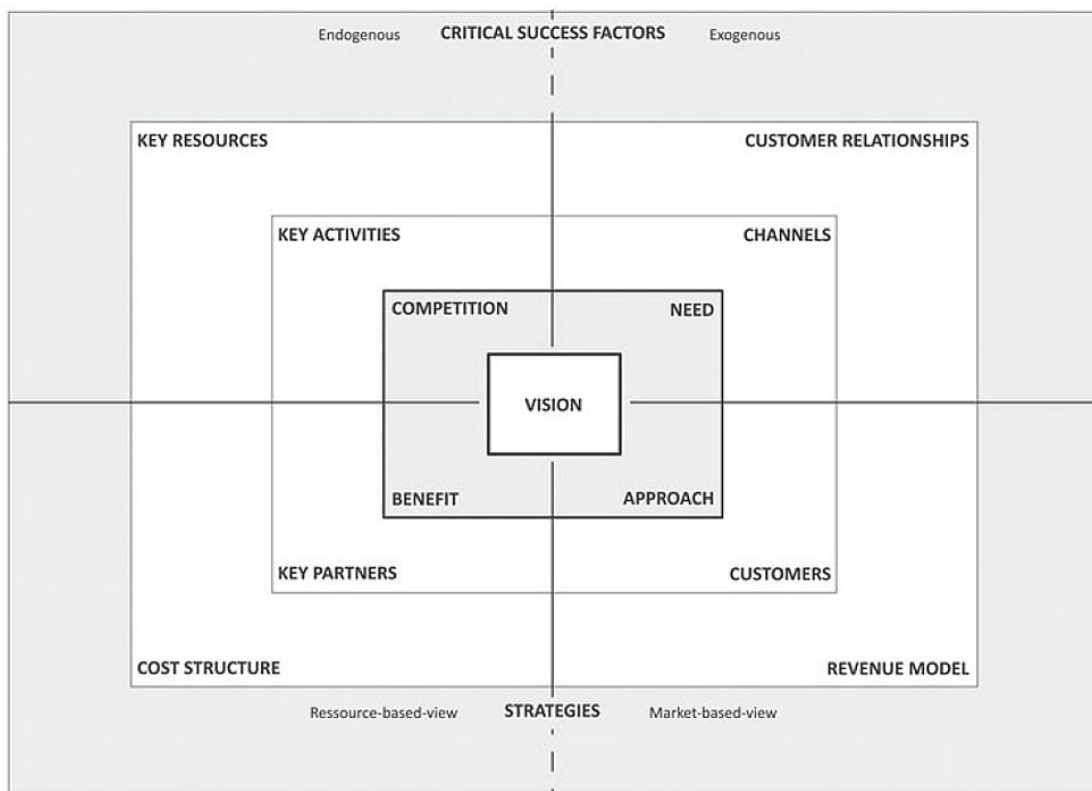 Endogenous CRITICAL SUCCESS FACTORS Exogenous
KEY RESOURCES CUSTOMER RELATIONSHIPS
KEY ACTIVITIES CHANNELS
COMPETITION NEED
VISION
BENEFIT APPROACH
KEY PARTNERS CUSTOMERS
COST STRUCTURE REVENUE MODEL
Ressource-based-view STRATEGIES Market-based-view